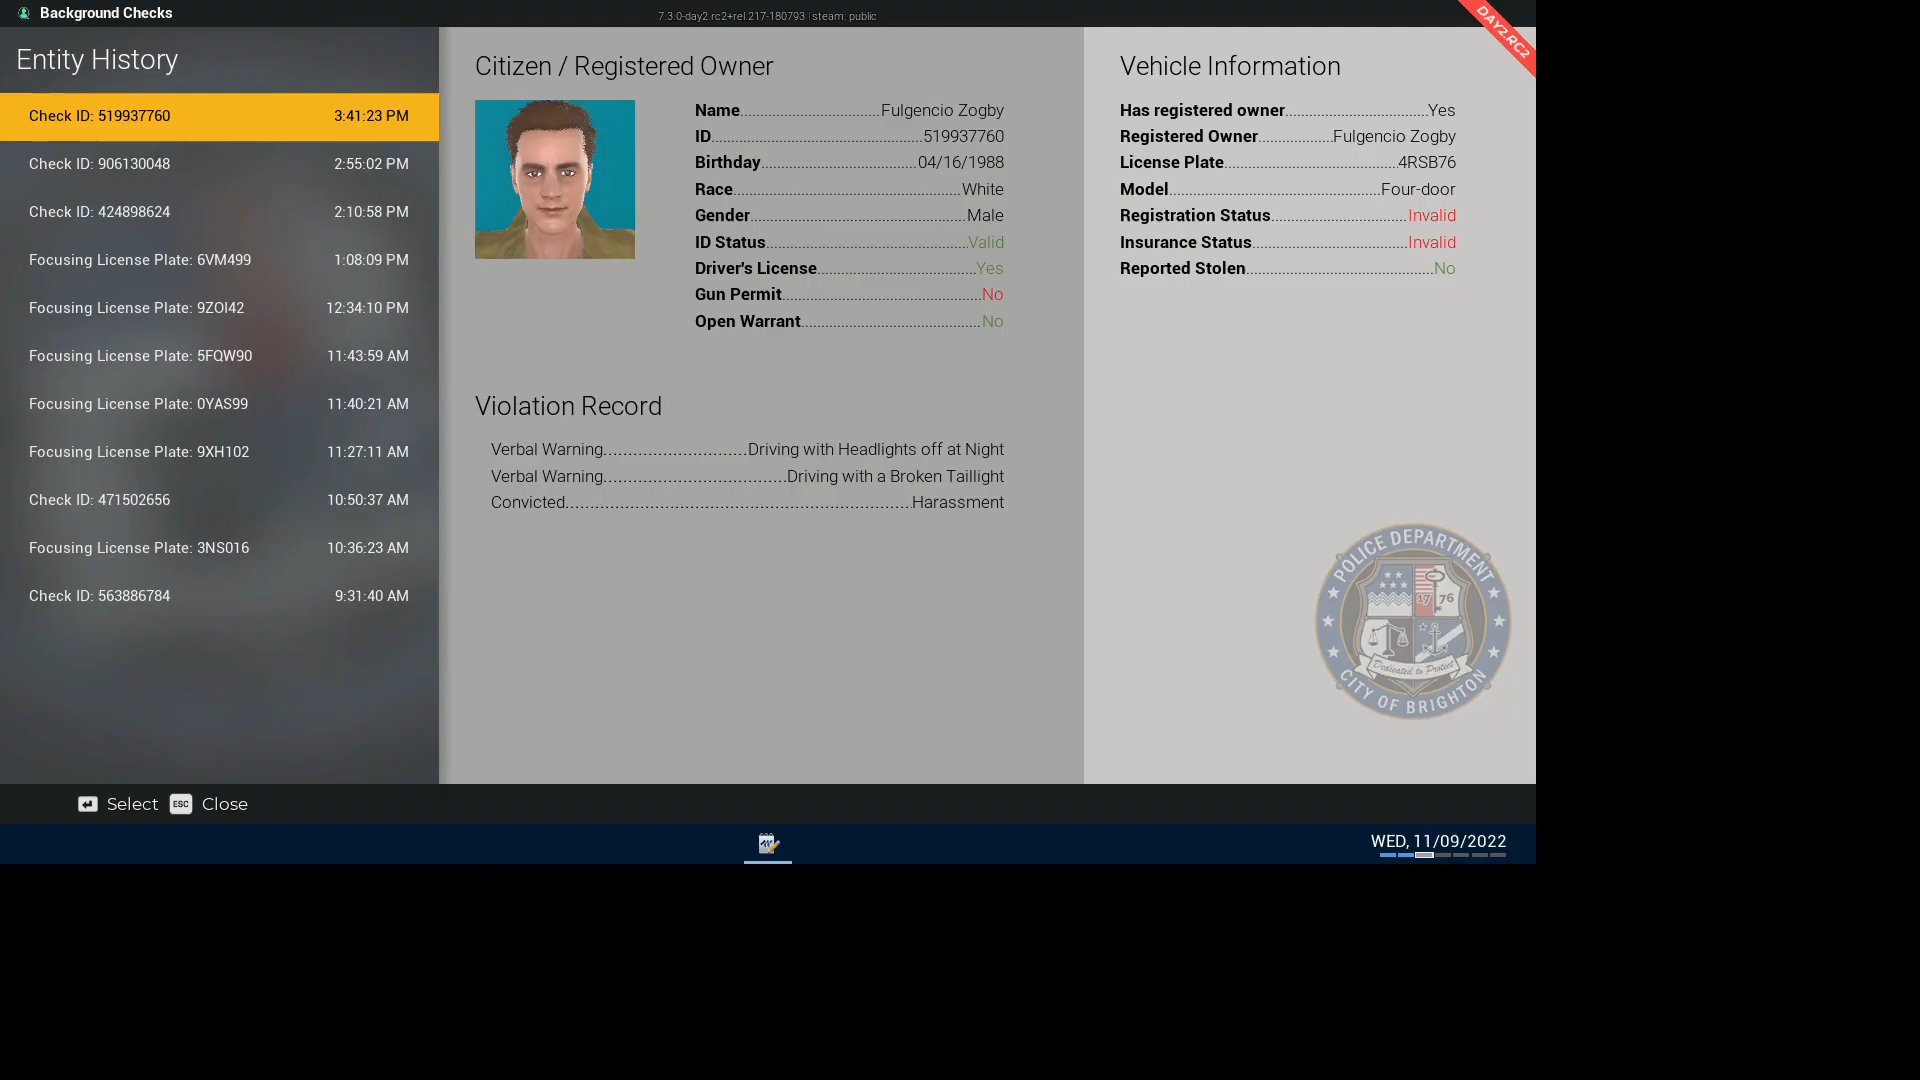 Background Checks
7.3.0-day2.rc2+rel.217-180793 | steam: public
DAY2.RC2
Entity History
Check ID: 519937760 3:41:23 PM
Check ID: 906130048 2:55:02 PM
Check ID: 424898624 2:10:58 PM
Focusing License Plate: 6VM499 1:08:09 PM
Focusing License Plate: 9ZOI42 12:34:10 PM
Focusing License Plate: 5FQW90 11:43:59 AM
Focusing License Plate: 0YAS99 11:40:21 AM
Focusing License Plate: 9XH102 11:27:11 AM
Check ID: 471502656 10:50:37 AM
Focusing License Plate: 3NS016 10:36:23 AM
Check ID: 563886784 9:31:40 AM
Citizen / Registered Owner
Name Fulgencio Zogby
ID 519937760
Birthday 04/16/1988
Race White
Gender Male
ID Status Valid
Driver's License Yes
Gun Permit No
Open Warrant No
Violation Record
Verbal Warning Driving with Headlights off at Night
Verbal Warning Driving with a Broken Taillight
Convicted Harassment
Vehicle Information
Has registered owner Yes
Registered Owner Fulgencio Zogby
License Plate 4RSB76
Model Four-door
Registration Status Invalid
Insurance Status Invalid
Reported Stolen No
POLICE DEPARTMENT
17 76
Dedicated to Protect
CITY OF BRIGHTON
Select ESC Close
WED, 11/09/2022